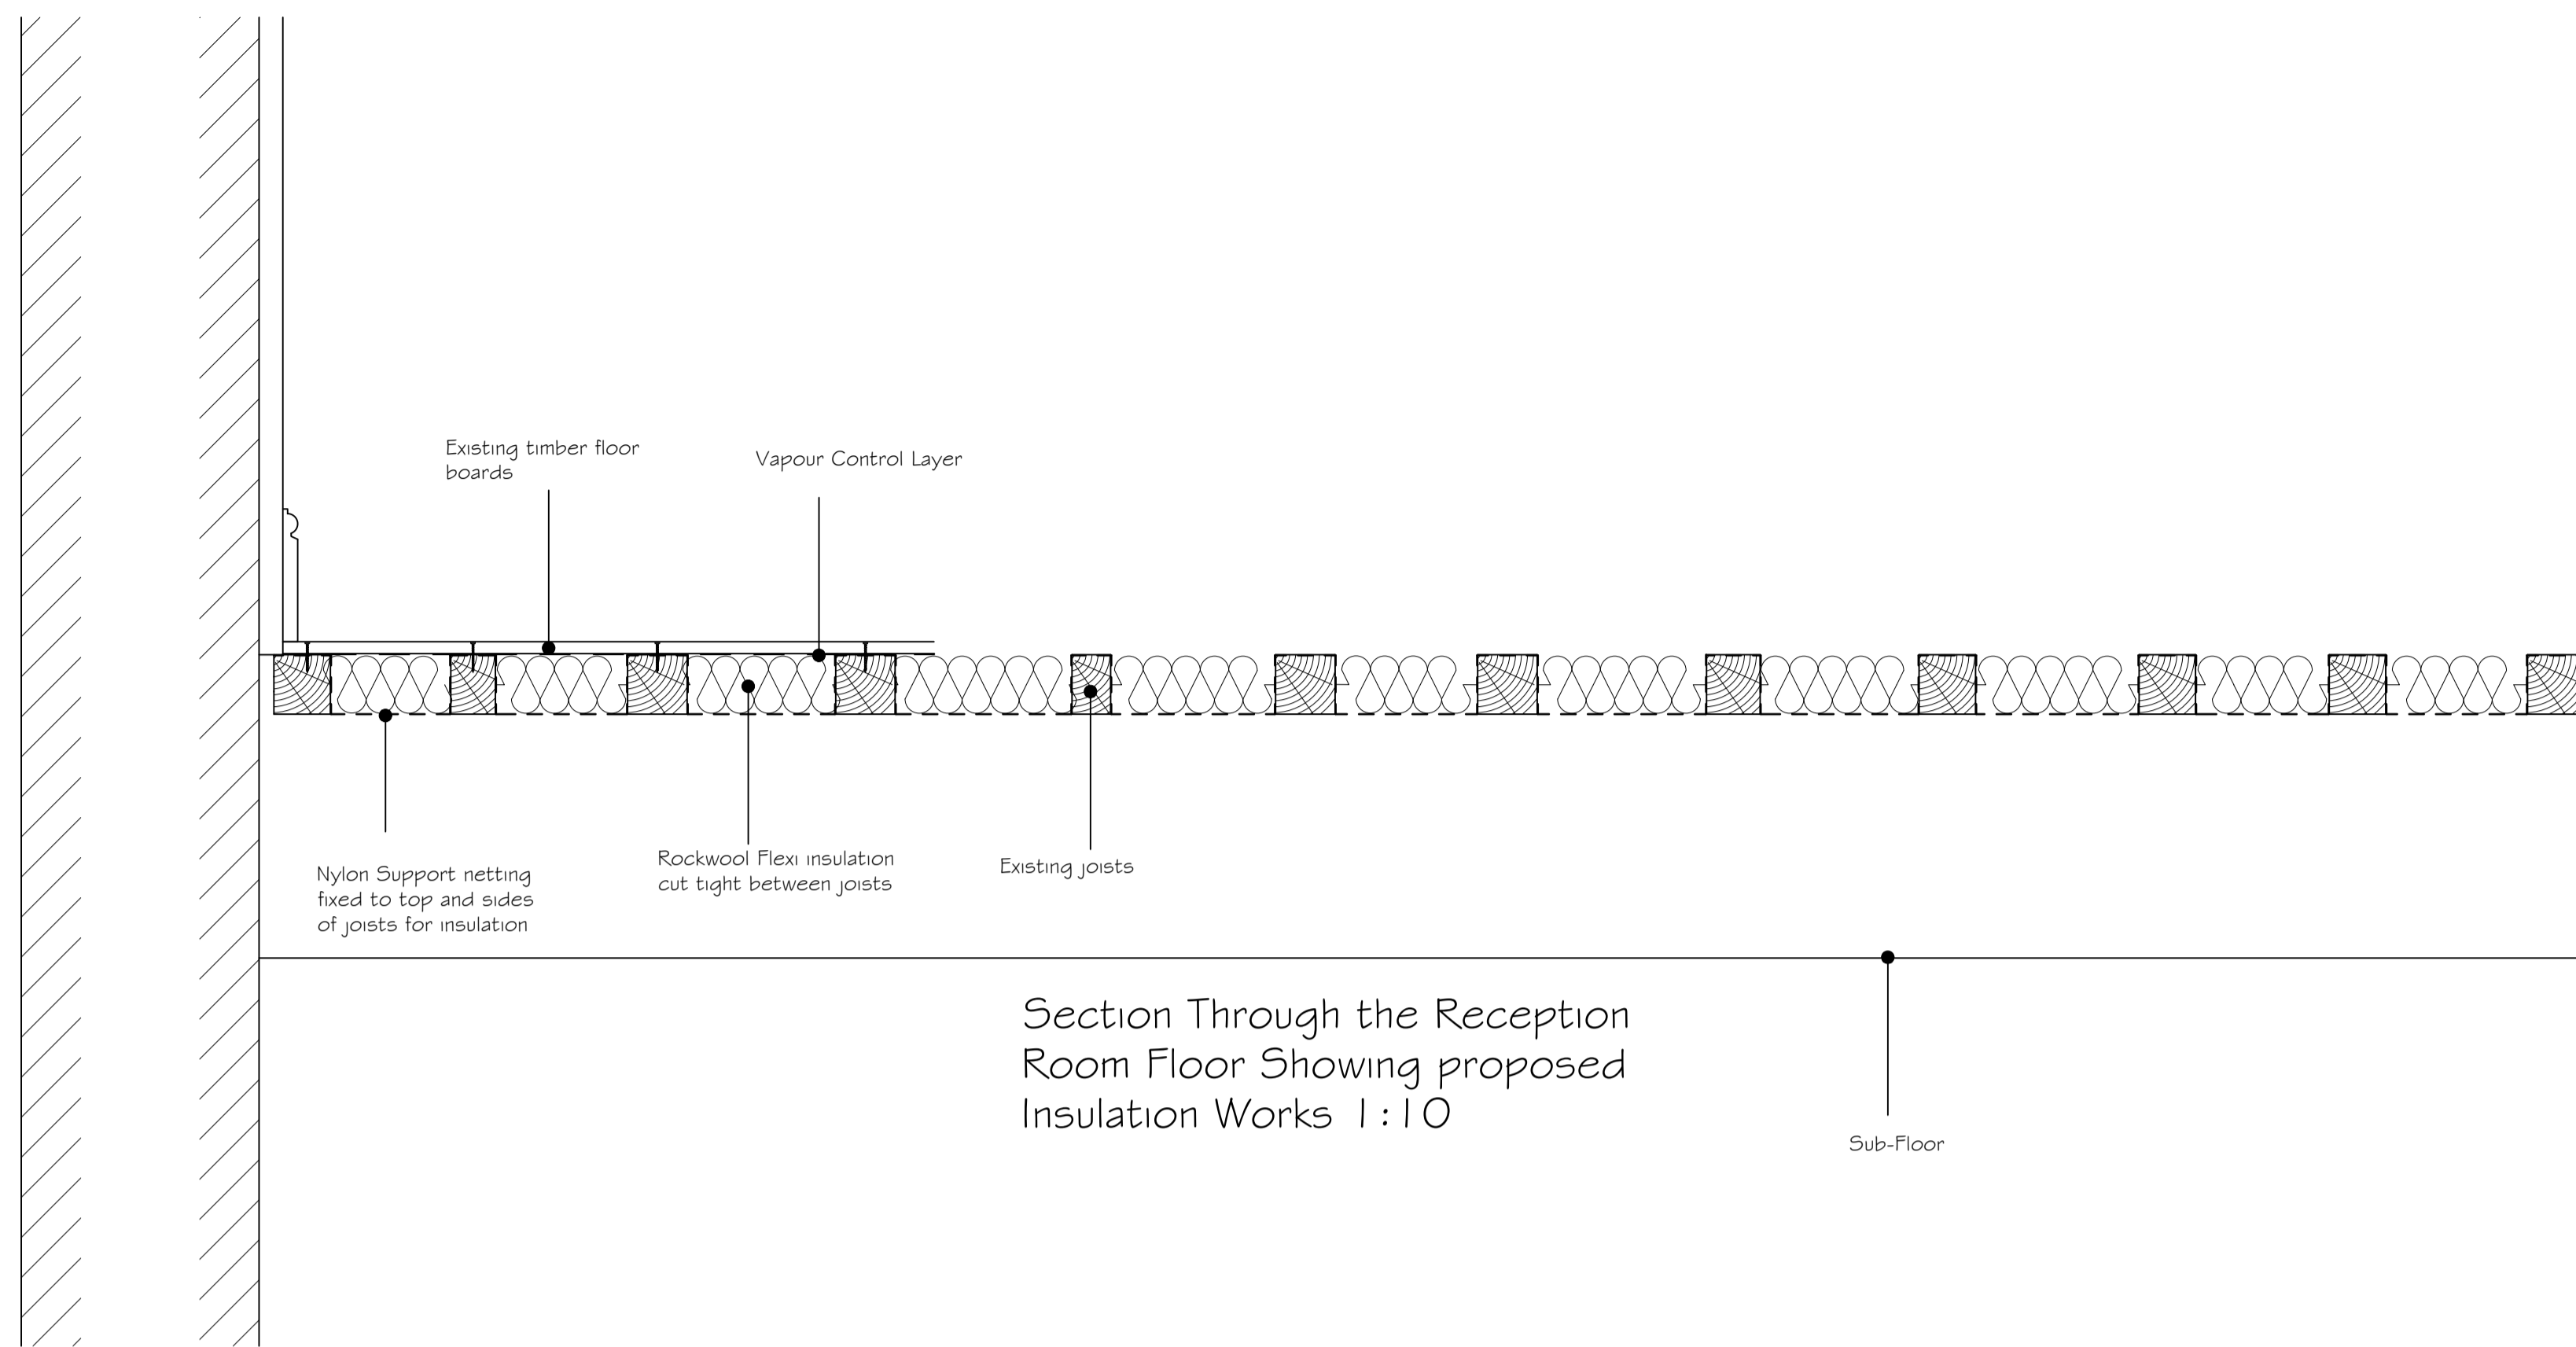 Existing timber floor
boards
Vapour Control Layer
Nylon Support netting
fixed to top and sides
of joists for insulation
Rockwool Flexi insulation
cut tight between joists
Existing joists
Section Through the Reception
Room Floor Showing proposed
Insulation Works 1:10
Sub-Floor